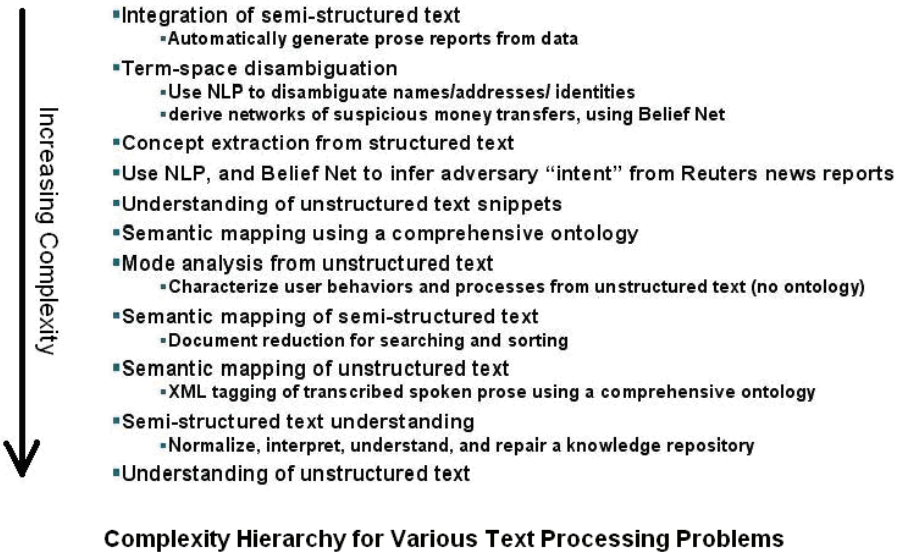 ▪Integration of semi-structured text
▪Automatically generate prose reports from data
▪Term-space disambiguation
▪Use NLP to disambiguate names/addresses/ identities
▪derive networks of suspicious money transfers, using Belief Net
▪Concept extraction from structured text
▪Use NLP, and Belief Net to infer adversary “intent” from Reuters news reports
▪Understanding of unstructured text snippets
▪Semantic mapping using a comprehensive ontology
▪Mode analysis from unstructured text
▪Characterize user behaviors and processes from unstructured text (no ontology)
▪Semantic mapping of semi-structured text
▪Document reduction for searching and sorting
▪Semantic mapping of unstructured text
▪XML tagging of transcribed spoken prose using a comprehensive ontology
▪Semi-structured text understanding
▪Normalize, interpret, understand, and repair a knowledge repository
▪Understanding of unstructured text
Increasing Complexity
Complexity Hierarchy for Various Text Processing Problems